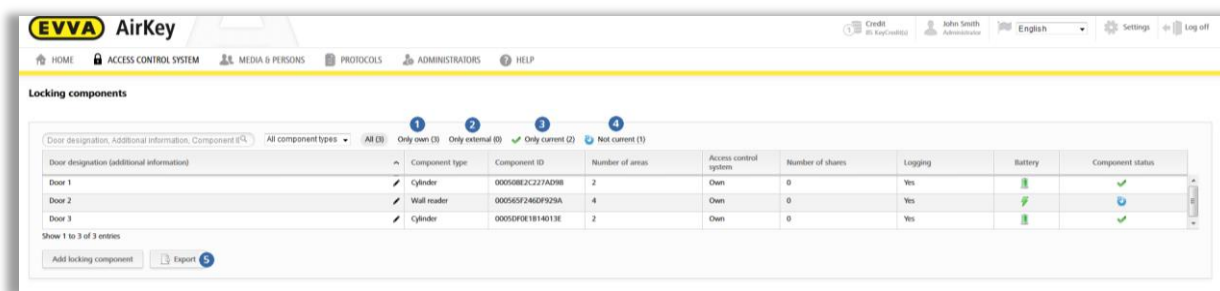 EVVA AirKey
Credit
85 KeyCredit(s)
John Smith
Administrator
English
Settings
Log off
HOME ACCESS CONTROL SYSTEM MEDIA & PERSONS PROTOCOLS ADMINISTRATORS HELP
Locking components
1 2 3 4
Door designation, Additional information, Component I All component types All (3) Only own (3) Only external (0) Only current (2) Not current (1)
Door designation (additional information) Component type Component ID Number of areas Access control system Number of shares Logging Battery Component status
Door 1 Cylinder 000508E2C227AD98 2 Own 0 Yes
Door 2 Wall reader 000565F246DF929A 4 Own 0 Yes
Door 3 Cylinder 0005DF0E1814013E 2 Own 0 Yes
Show 1 to 3 of 3 entries
Add locking component Export 5